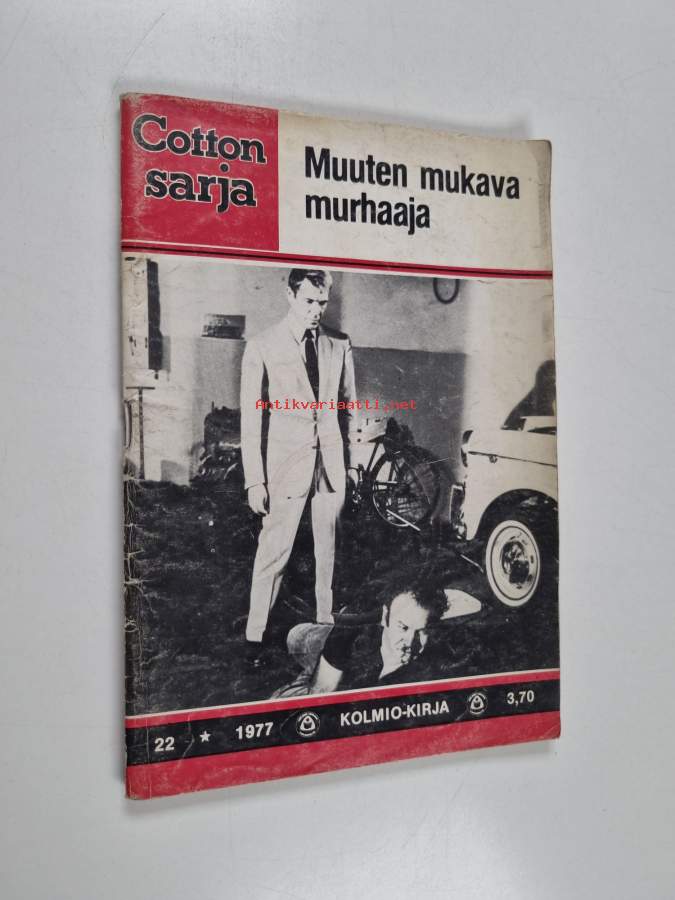 Cotton
sarja
Muuten mukava
murhaaja
Antikvariaatti.net
22 ★ 1977 KOLMIO-KIRJA 3,70